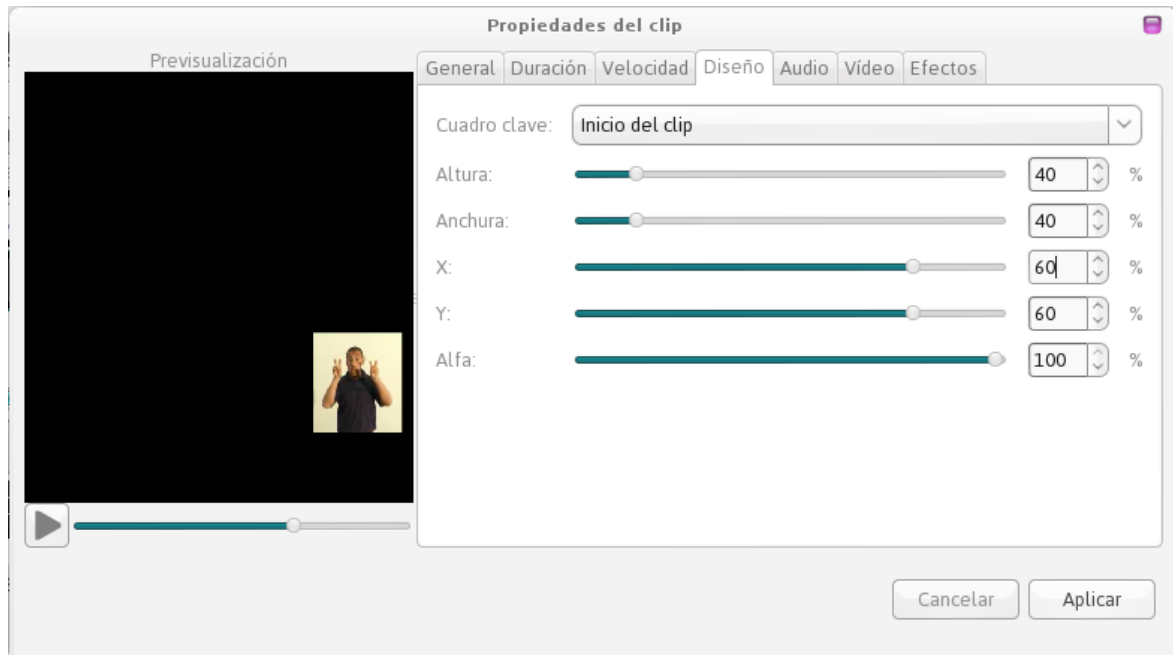 Propiedades del clip
Previsualización
General Duración Velocidad Diseño Audio Vídeo Efectos
Cuadro clave: Inicio del clip
Altura: 40 %
Anchura: 40 %
X: 60 %
Y: 60 %
Alfa: 100 %
Cancelar Aplicar